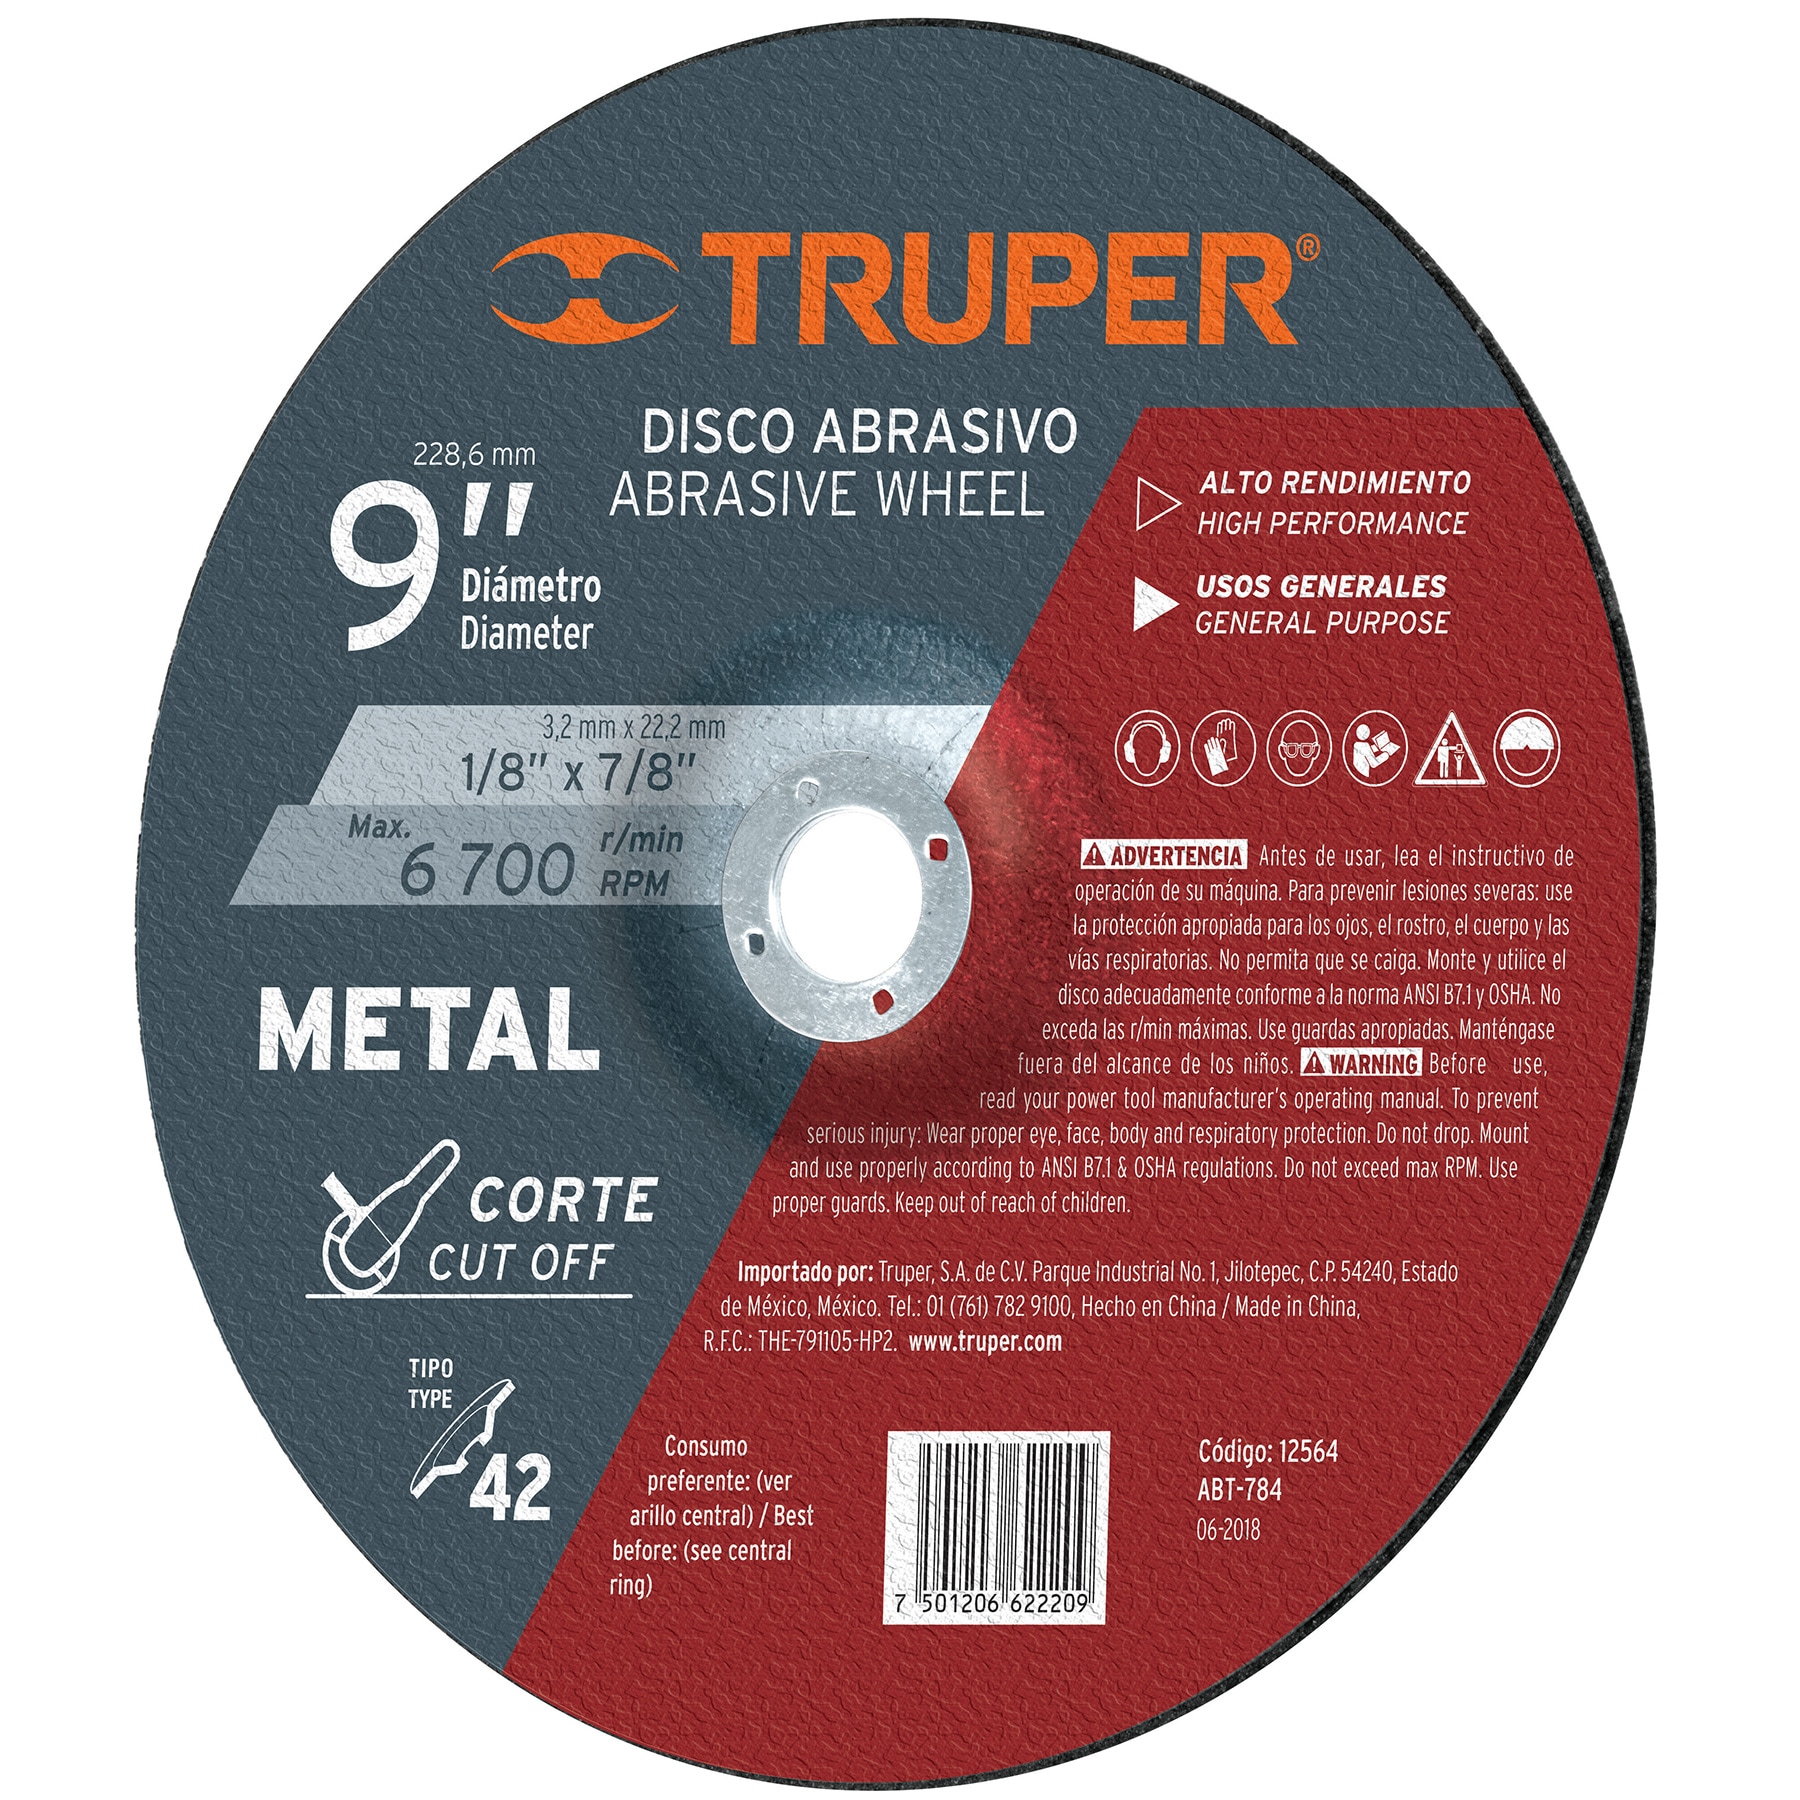 TRUPER®
DISCO ABRASIVO
ABRASIVE WHEEL
228,6 mm
9"
Diámetro
Diameter
ALTO RENDIMIENTO
HIGH PERFORMANCE
USOS GENERALES
GENERAL PURPOSE
3,2 mm x 22,2 mm
1/8" x 7/8"
Max.
6 700
r/min
RPM
METAL
CORTE
CUT OFF
TIPO
TYPE
42
ADVERTENCIA Antes de usar, lea el instructivo de
operación de su máquina. Para prevenir lesiones severas: use
la protección apropiada para los ojos, el rostro, el cuerpo y las
vías respiratorias. No permita que se caiga. Monte y utilice el
disco adecuadamente conforme a la norma ANSI B7.1 y OSHA. No
exceda las r/min máximas. Use guardas apropiadas. Manténgase
fuera del alcance de los niños. WARNING Before use,
read your power tool manufacturer's operating manual. To prevent
serious injury: Wear proper eye, face, body and respiratory protection. Do not drop. Mount
and use properly according to ANSI B7.1 & OSHA regulations. Do not exceed max RPM. Use
proper guards. Keep out of reach of children.
Importado por: Truper, S.A. de C.V. Parque Industrial No. 1, Jilotepec, C.P. 54240, Estado
de México, México. Tel.: 01 (761) 782 9100, Hecho en China / Made in China,
R.F.C.: THE-791105-HP2. www.truper.com
Consumo
preferente: (ver
arillo central) / Best
before: (see central
ring)
7 501206 622209
Código: 12564
ABT-784
06-2018